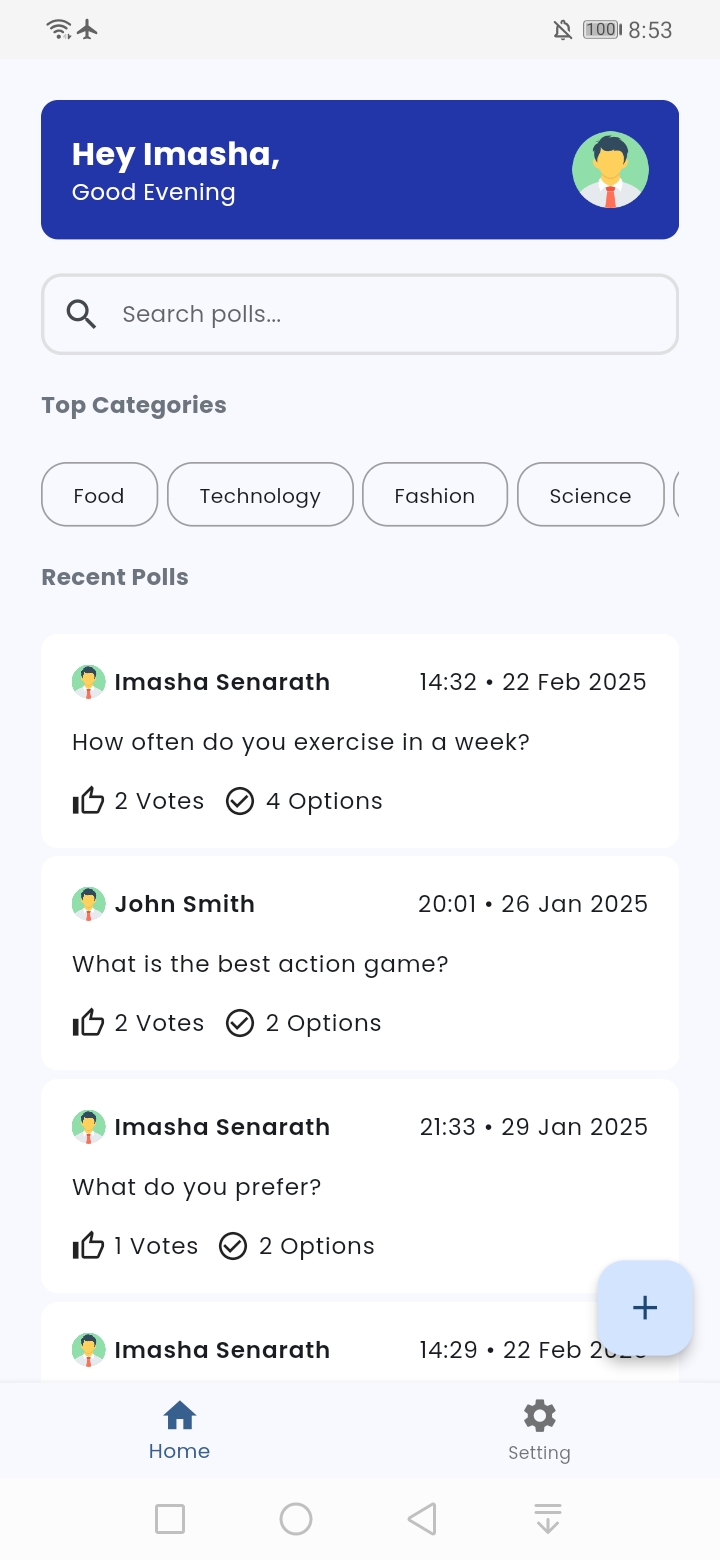 100 8:53
Hey Imasha,
Good Evening
Search polls...
Top Categories
Food Technology Fashion Science
Recent Polls
Imasha Senarath 14:32 • 22 Feb 2025
How often do you exercise in a week?
2 Votes 4 Options
John Smith 20:01 • 26 Jan 2025
What is the best action game?
2 Votes 2 Options
Imasha Senarath 21:33 • 29 Jan 2025
What do you prefer?
1 Votes 2 Options
Imasha Senarath 14:29 • 22 Feb
Home Setting